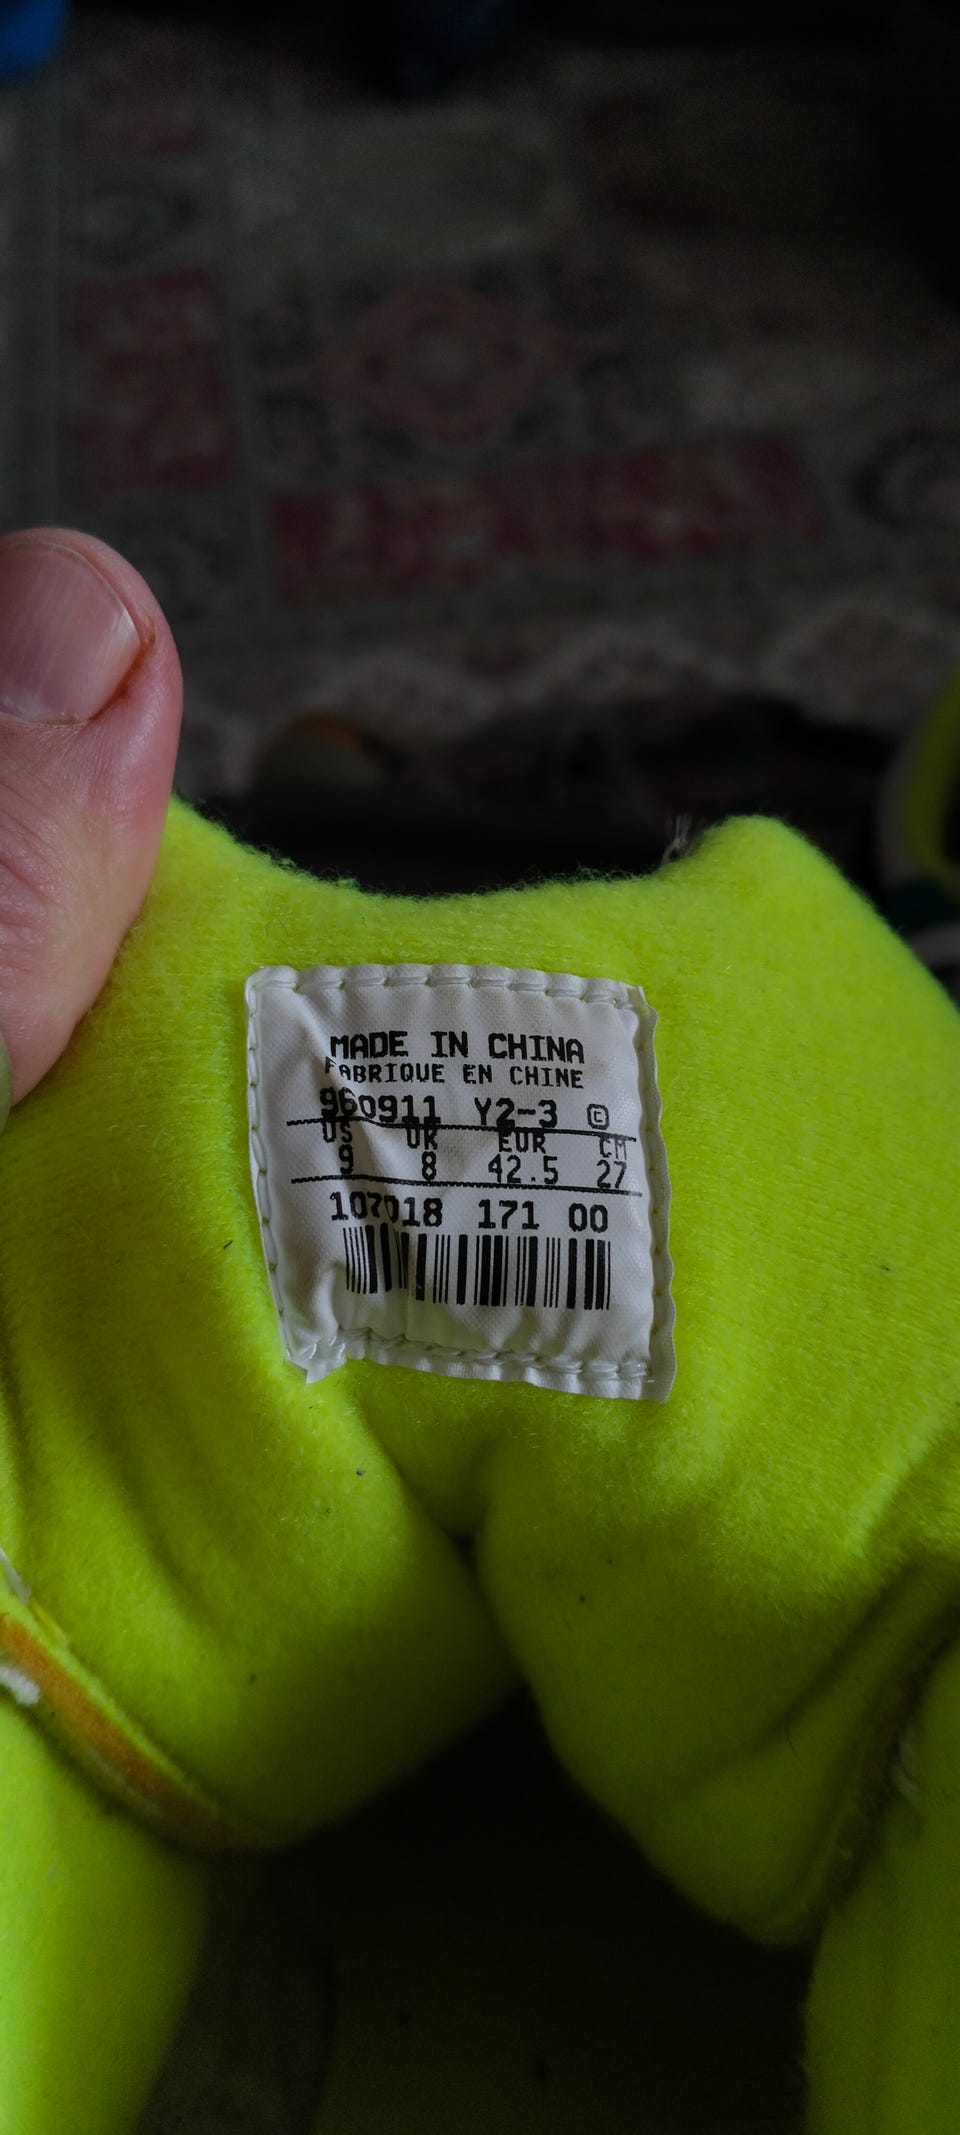 MADE IN CHINA
FABRIQUE EN CHINE
960911 Y2-3 ©
US UK EUR CM
9 8 42.5 27
107018 171 00